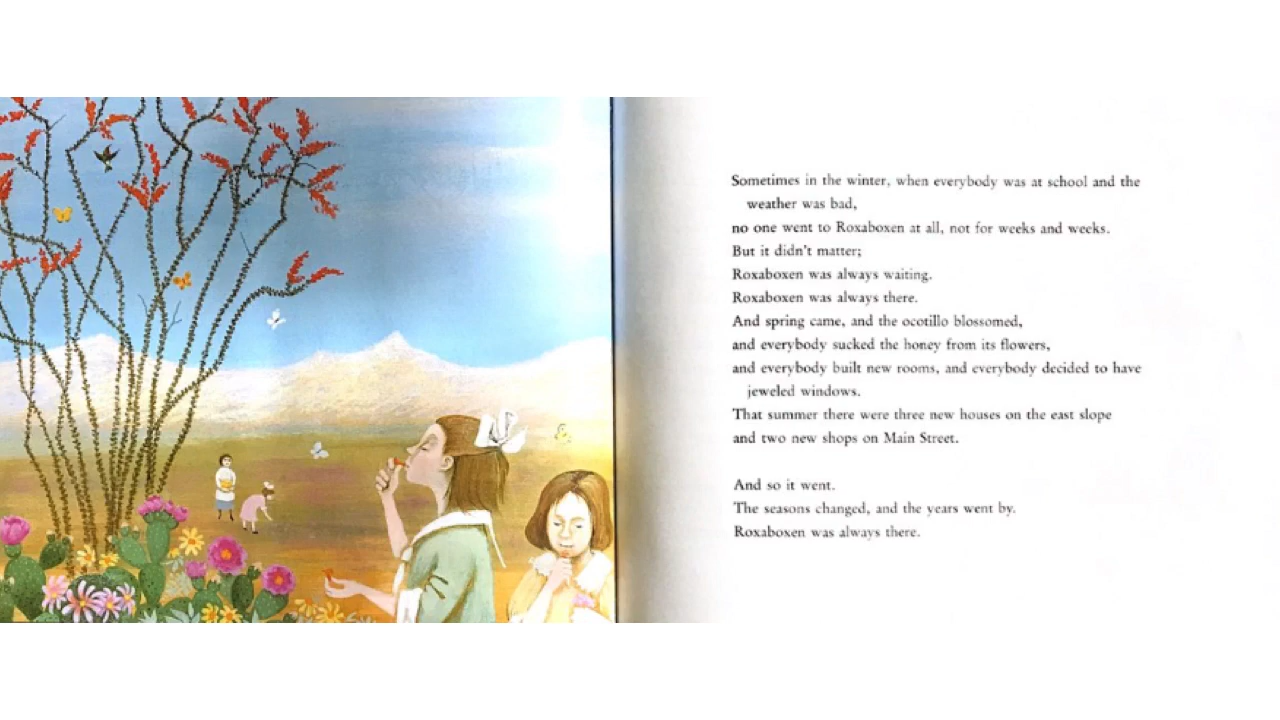 Sometimes in the winter, when everybody was at school and the
weather was bad,
no one went to Roxaboxen at all, not for weeks and weeks.
But it didn't matter;
Roxaboxen was always waiting.
Roxaboxen was always there.
And spring came, and the ocotillo blossomed,
and everybody sucked the honey from its flowers,
and everybody built new rooms, and everybody decided to have
jeweled windows.
That summer there were three new houses on the east slope
and two new shops on Main Street.
And so it went.
The seasons changed, and the years went by.
Roxaboxen was always there.